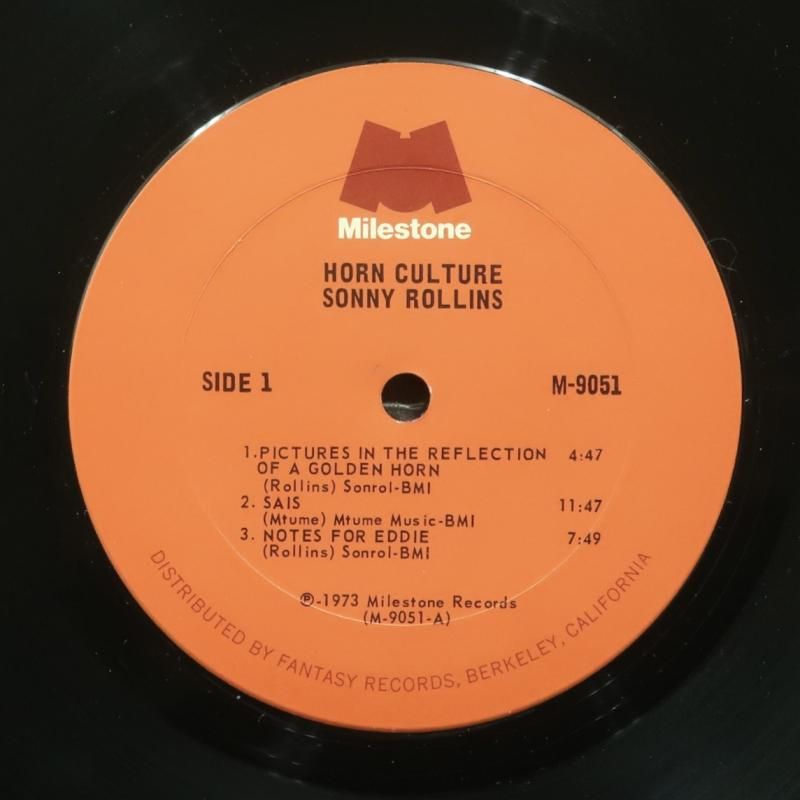 Milestone
HORN CULTURE
SONNY ROLLINS
SIDE 1 M-9051
1.PICTURES IN THE REFLECTION 4:47
OF A GOLDEN HORN
(Rollins) Sonrol-BMI
2. SAIS 11:47
(Mtume) Mtume Music-BMI
3. NOTES FOR EDDIE 7:49
(Rollins) Sonrol-BMI
℗-1973 Milestone Records
(M-9051-A)
DISTRIBUTED BY FANTASY RECORDS, BERKELEY, CALIFORNIA